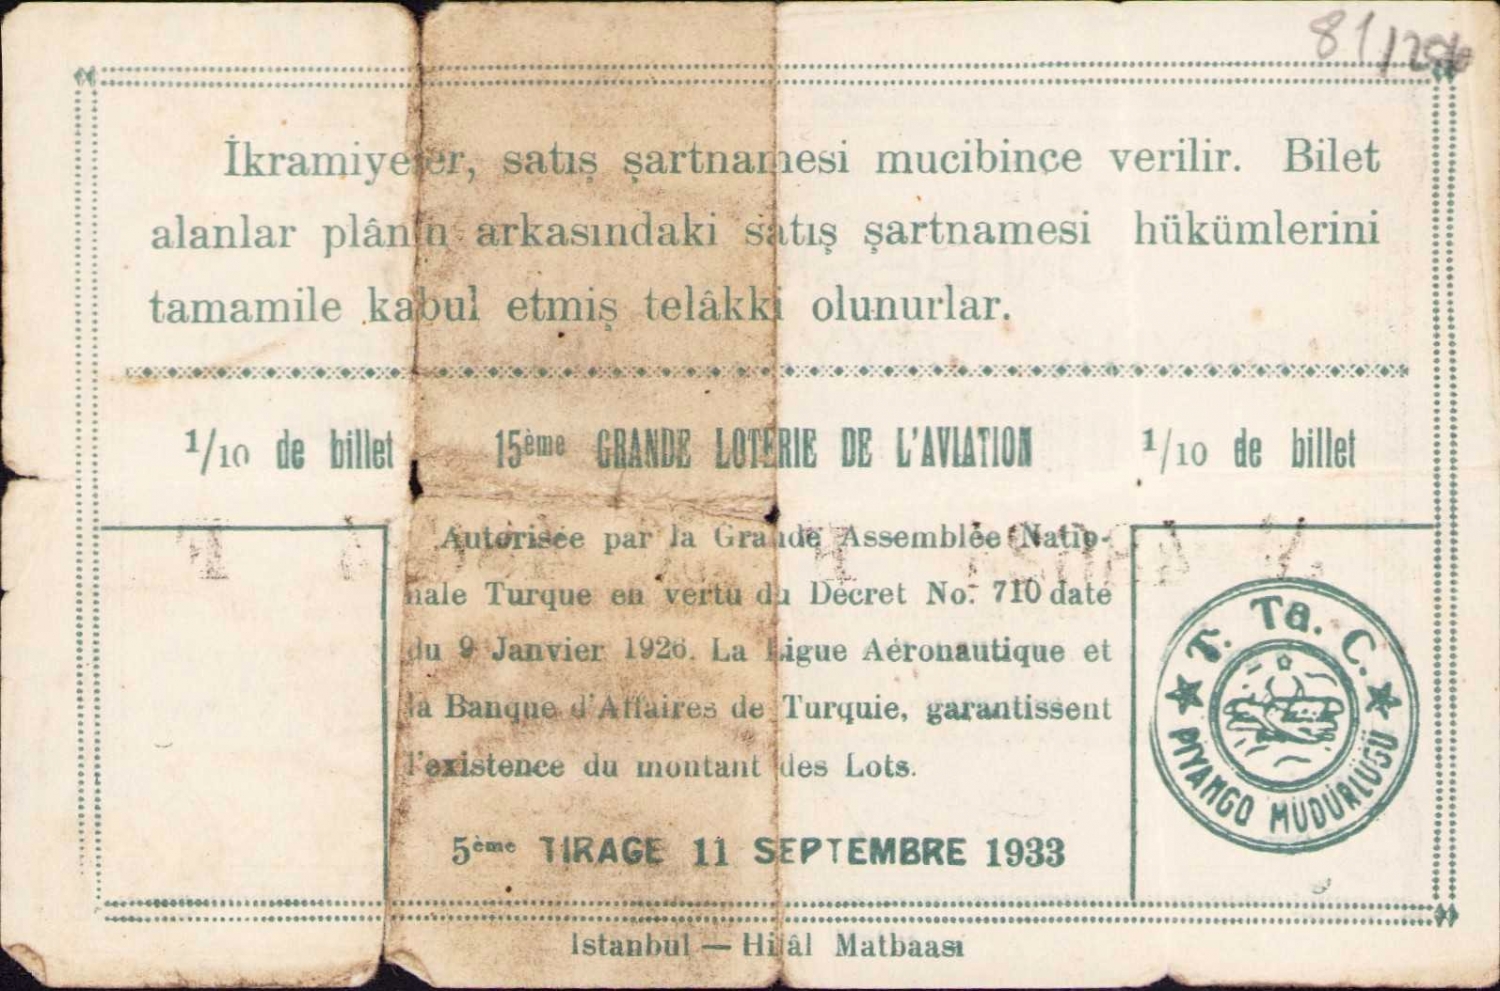 81/
İkramiyeler, satış şartnamesi mucibince verilir. Bilet
alanlar plânın arkasındaki satış şartnamesi hükümlerini
tamamile kabul etmiş telâkki olunurlar.
1/10 de billet 15ème GRANDE LOTERIE DE L'AVIATION 1/10 de billet
Autorisée par la Grande Assemblée Natio-
nale Turque en vertu du Décret No. 710 daté
du 9 Janvier 1926. La Ligue Aéronautique et
la Banque d'Affaires de Turquie, garantissent
l'existence du montant des Lots.
5ème TIRAGE 11 SEPTEMBRE 1933
T. Ta. C.
PİYANGO MÜDÜRLÜĞÜ
Istanbul — Hilâl Matbaası